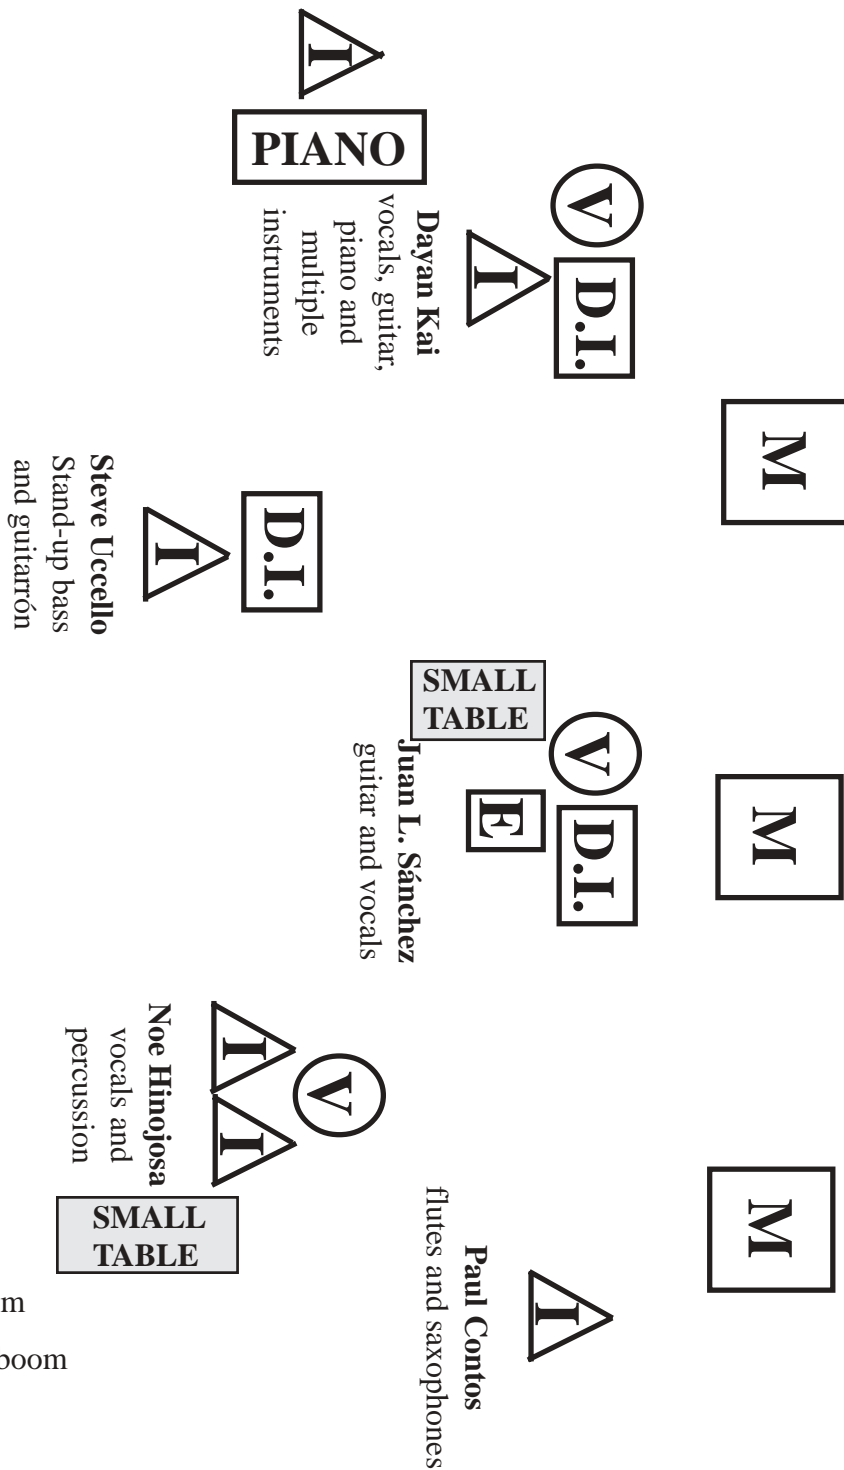 I
PIANO
Dayan Kai
vocals, guitar,
piano and
multiple
instruments
V
I
D.I.
M
Steve Uccello
Stand-up bass
and guitarrón
I
D.I.
SMALL
TABLE
Juan L. Sánchez
guitar and vocals
V
E
D.I.
M
Noe Hinojosa
vocals and
percussion
I
I
V
SMALL
TABLE
Paul Contos
flutes and saxophones
I
M
m
boom